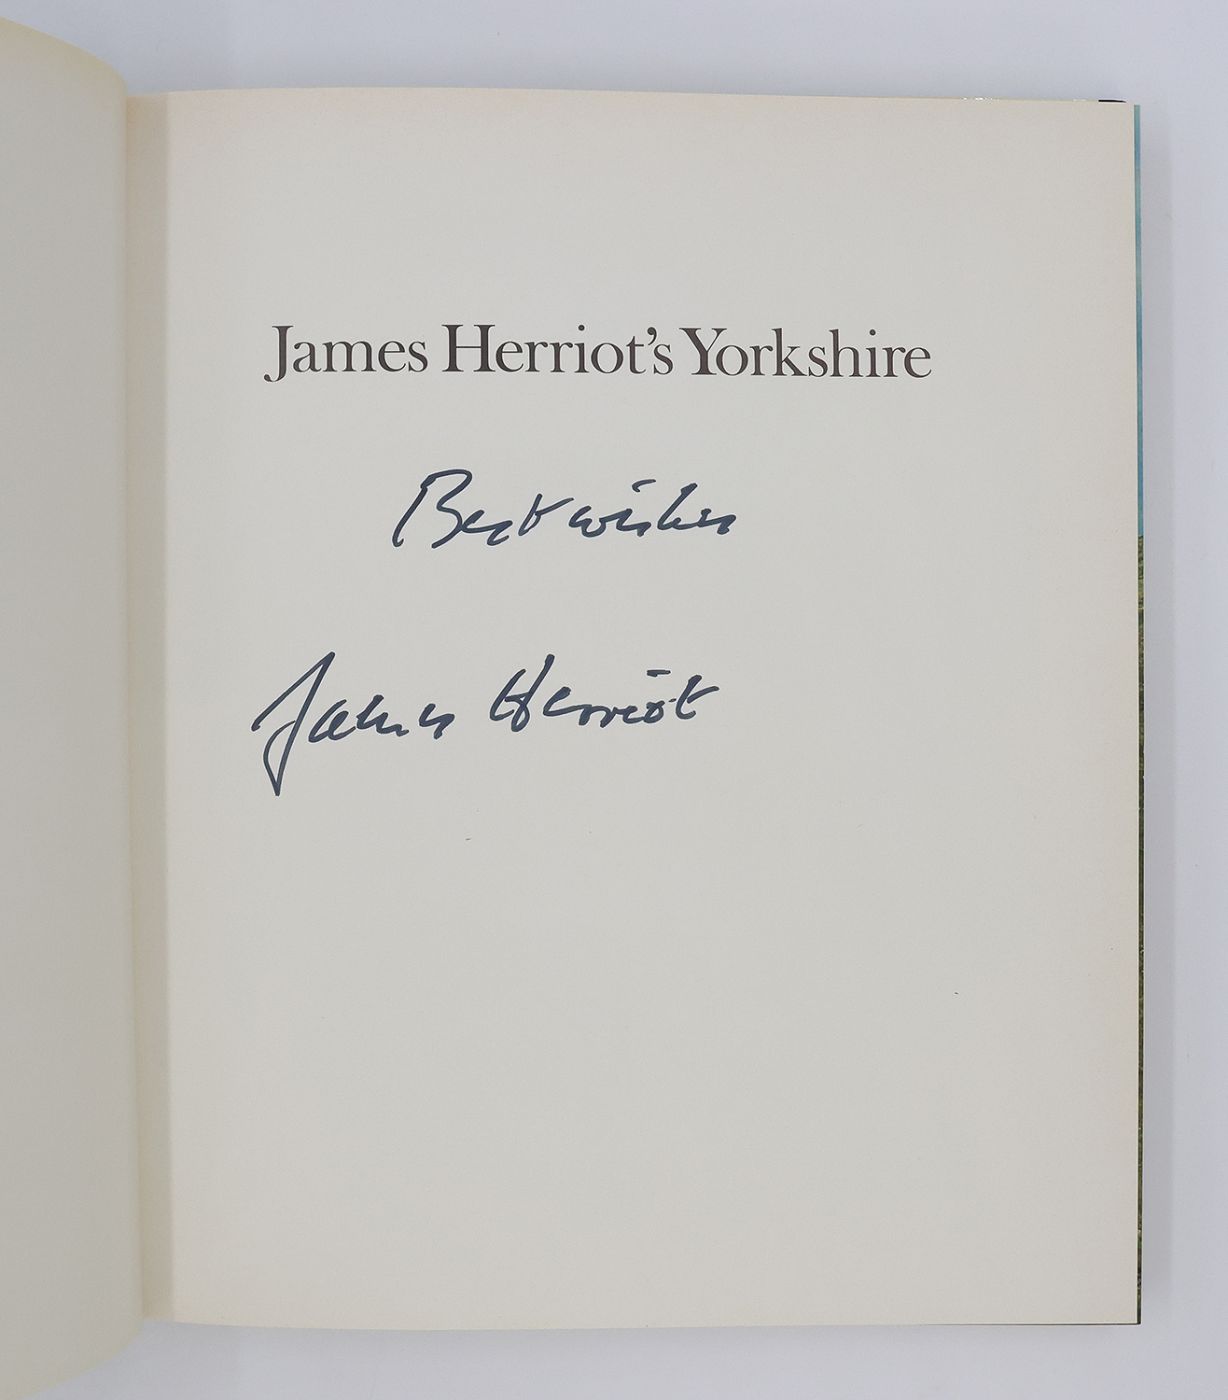 James Herriot's Yorkshire
Best wishes
James Herriot